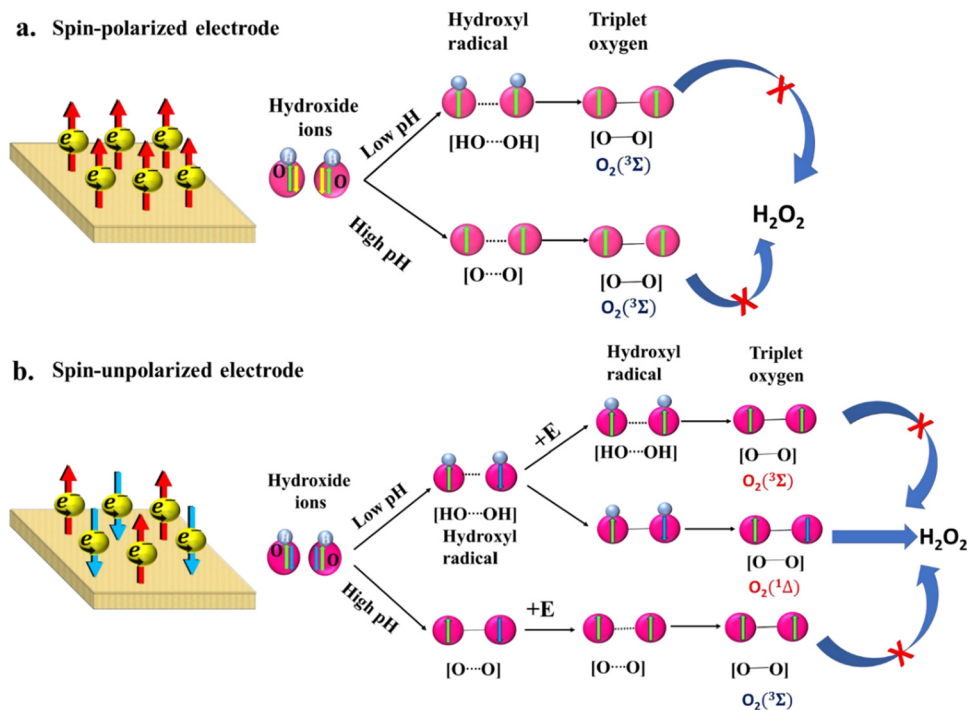 a. Spin-polarized electrode
Hydroxyl
radical
Triplet
oxygen
Hydroxide
ions
e⁻ e⁻ e⁻
e⁻ e⁻ e⁻
H H
O O
Low pH
High pH
[HO····OH]
[O—O]
O₂(³Σ)
X
H₂O₂
[O····O]
[O—O]
O₂(³Σ)
X
b. Spin-unpolarized electrode
Hydroxyl
radical
Triplet
oxygen
Hydroxide
ions
e⁻ e⁻ e⁻
e⁻ e⁻ e⁻
H H
O O
Low pH
High pH
[HO····OH]
Hydroxyl
radical
+E
[HO····OH]
[O—O]
O₂(³Σ)
X
[O—O]
O₂(¹Δ)
H₂O₂
+E
[O····O]
[O····O]
[O—O]
O₂(³Σ)
X